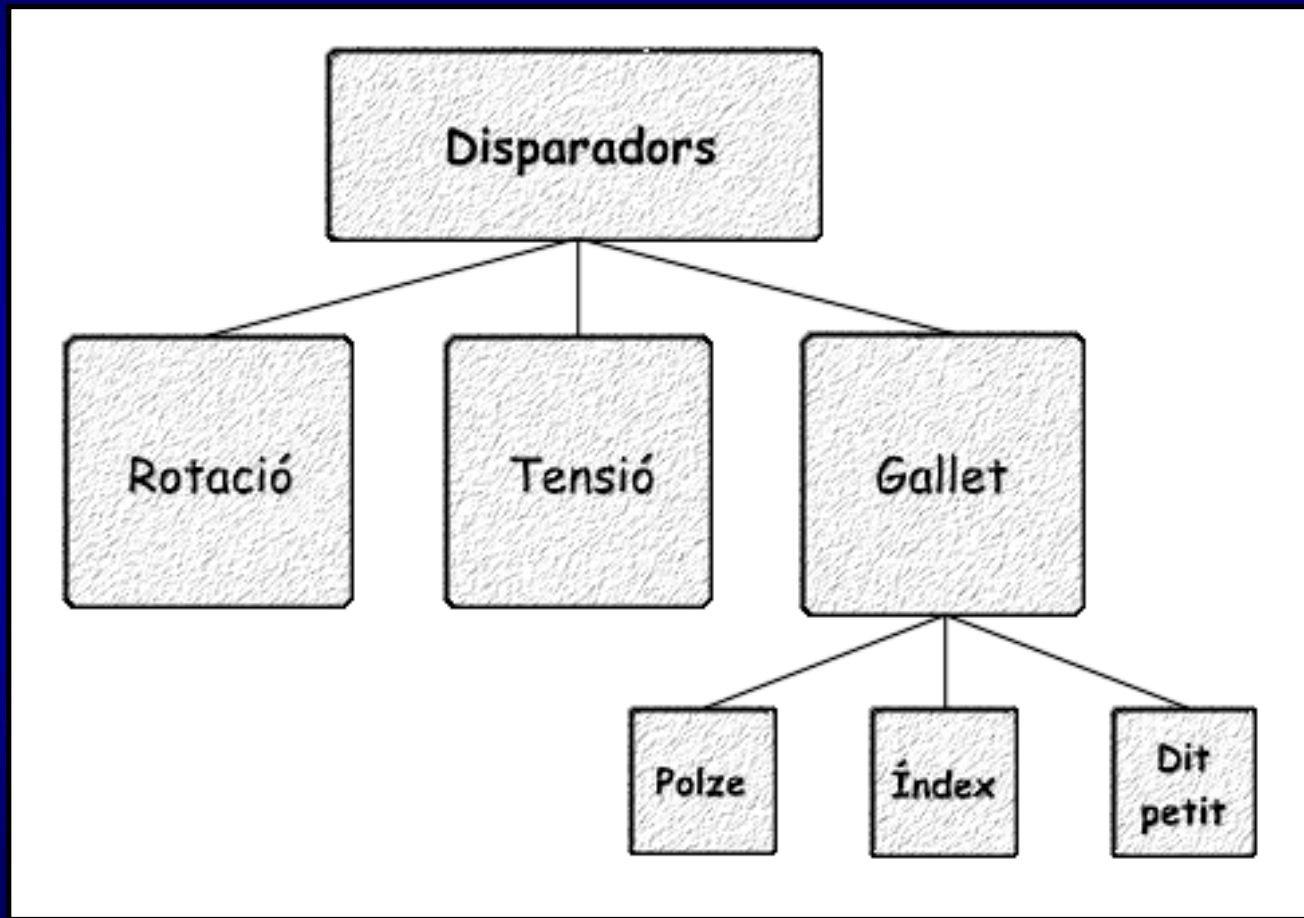 Disparadors
Rotació
Tensió
Gallet
Polze
Índex
Dit
petit